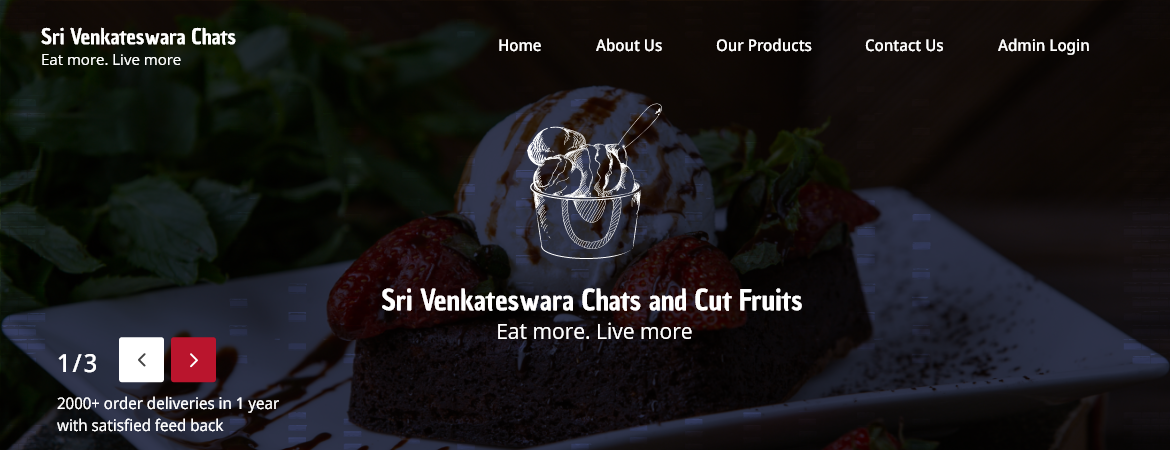 Sri Venkateswara Chats
Eat more. Live more
Home
About Us
Our Products
Contact Us
Admin Login
Sri Venkateswara Chats and Cut Fruits
Eat more. Live more
1/3
2000+ order deliveries in 1 year
with satisfied feed back